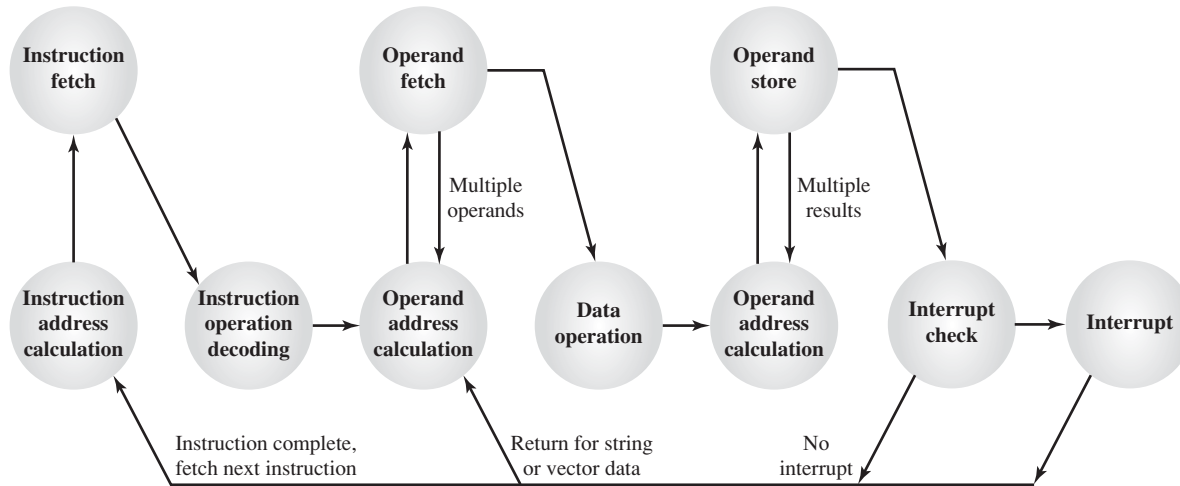 Instruction
fetch
Operand
fetch
Operand
store
Multiple
operands
Multiple
results
Instruction
address
calculation
Instruction
operation
decoding
Operand
address
calculation
Data
operation
Operand
address
calculation
Interrupt
check
Interrupt
Instruction complete,
fetch next instruction
Return for string
or vector data
No
interrupt